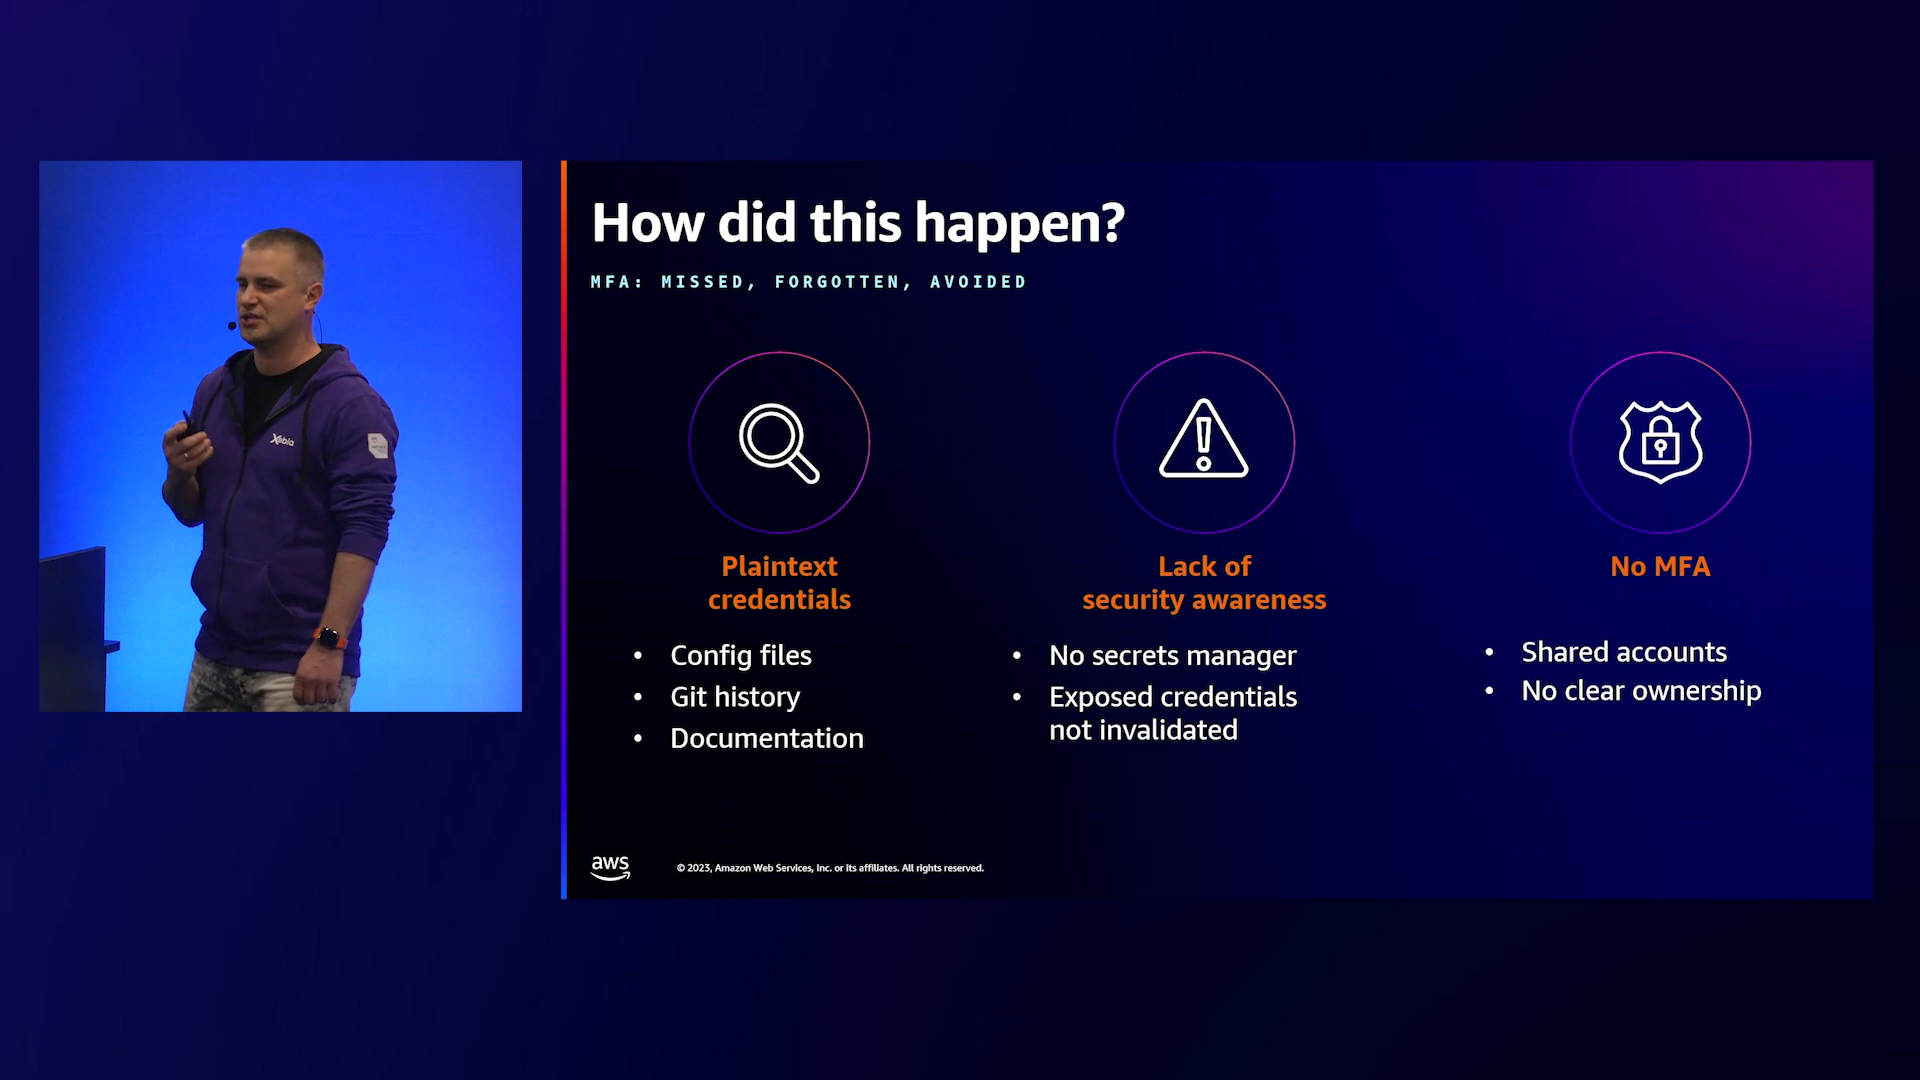 Xebia
How did this happen?
MFA: MISSED, FORGOTTEN, AVOIDED
Plaintext
credentials
• Config files
• Git history
• Documentation
Lack of
security awareness
• No secrets manager
• Exposed credentials
not invalidated
No MFA
• Shared accounts
• No clear ownership
aws
© 2023, Amazon Web Services, Inc. or its affiliates. All rights reserved.